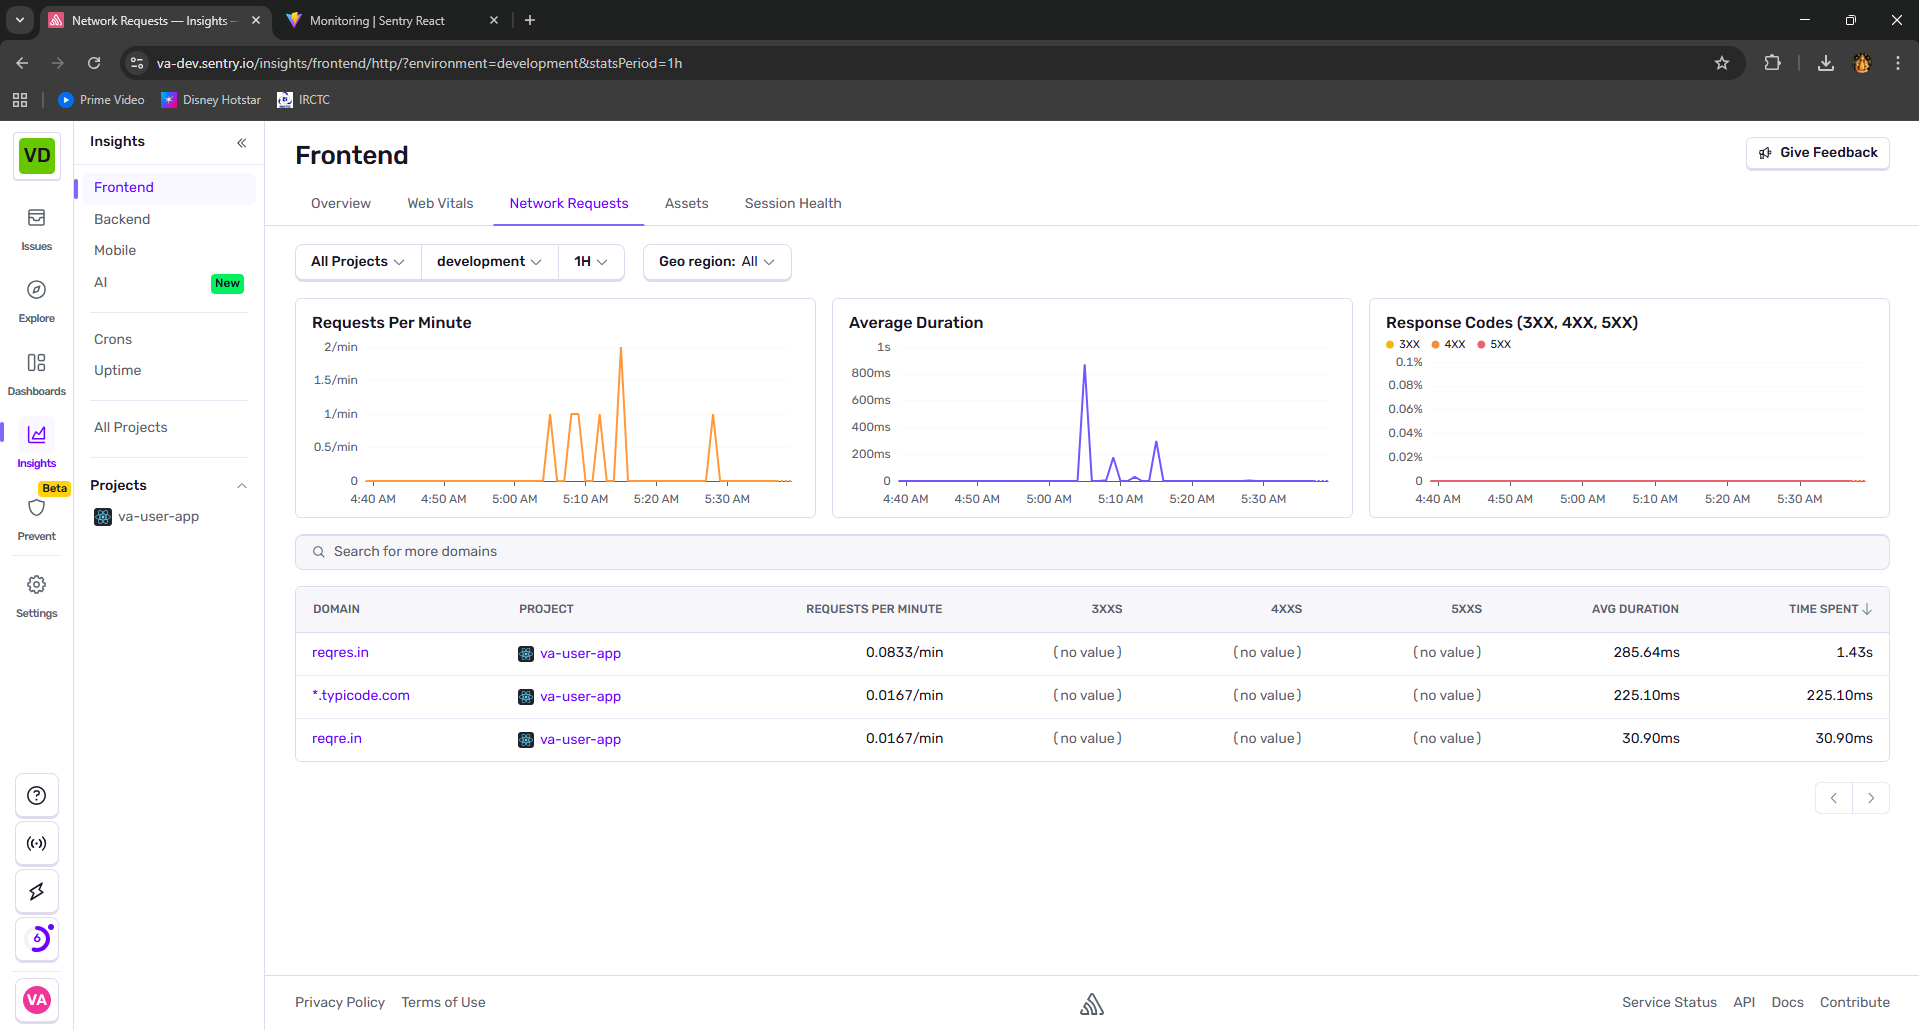 Network Requests — Insights –
Monitoring | Sentry React
va-dev.sentry.io/insights/frontend/http/?environment=development&statsPeriod=1h
Prime Video
Disney Hotstar
IRCTC
VD
Issues
Explore
Dashboards
Insights
Beta
Prevent
Settings
6
VA
Insights
Frontend
Backend
Mobile
AI New
Crons
Uptime
All Projects
Projects
va-user-app
Frontend
Give Feedback
Overview Web Vitals Network Requests Assets Session Health
All Projects development 1H Geo region: All
Requests Per Minute
2/min
1.5/min
1/min
0.5/min
0
4:40 AM 4:50 AM 5:00 AM 5:10 AM 5:20 AM 5:30 AM
Average Duration
1s
800ms
600ms
400ms
200ms
0
4:40 AM 4:50 AM 5:00 AM 5:10 AM 5:20 AM 5:30 AM
Response Codes (3XX, 4XX, 5XX)
3XX 4XX 5XX
0.1%
0.08%
0.06%
0.04%
0.02%
0
4:40 AM 4:50 AM 5:00 AM 5:10 AM 5:20 AM 5:30 AM
Search for more domains
DOMAIN PROJECT REQUESTS PER MINUTE 3XXS 4XXS 5XXS AVG DURATION TIME SPENT
reqres.in va-user-app 0.0833/min (no value) (no value) (no value) 285.64ms 1.43s
*.typicode.com va-user-app 0.0167/min (no value) (no value) (no value) 225.10ms 225.10ms
reqre.in va-user-app 0.0167/min (no value) (no value) (no value) 30.90ms 30.90ms
Privacy Policy Terms of Use
Service Status API Docs Contribute